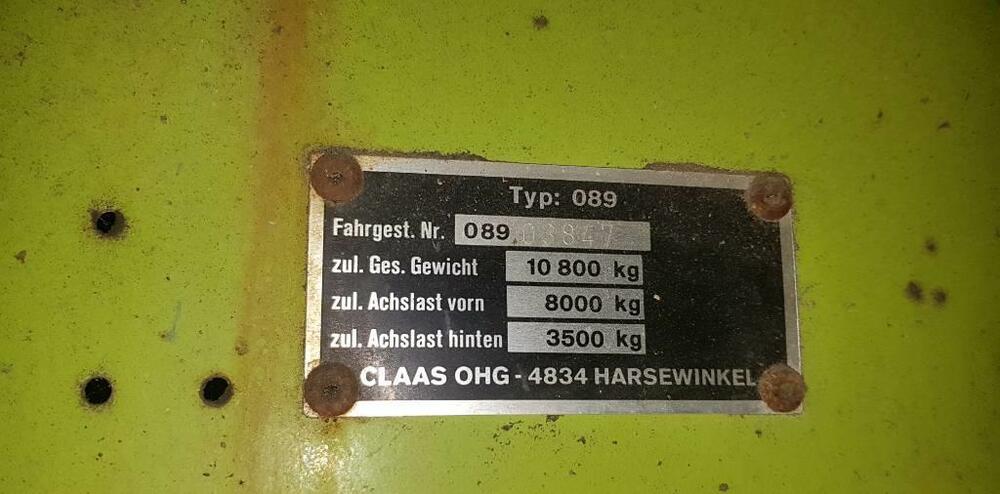 Typ: 089
Fahrgest. Nr. 089 03847
zul. Ges. Gewicht 10 800 kg
zul. Achslast vorn 8000 kg
zul. Achslast hinten 3500 kg
CLAAS OHG - 4834 HARSEWINKEL